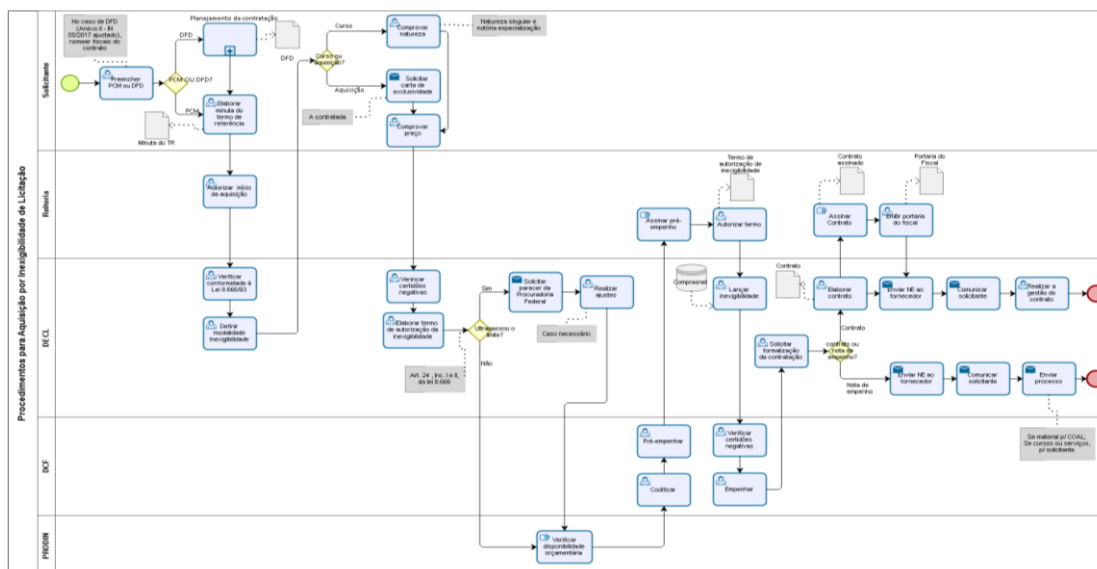 Procedimentos para Aquisição por Inexigibilidade de Licitação
Solicitante
No caso de DFD
(Anexo II - IN
05/2017 ajustado),
nomear fiscais do
contrato
Preencher
PCM ou DFD
PCM OU DFD?
DFD
PCM
Planejamento da contratação
Elaborar
minuta do
termo de
referência
Minuta do TR
DFD
Curso ou
aquisição?
Curso
Aquisição
Comprovar
natureza
Natureza singular e
notória especialização
Solicitar
carta de
exclusividade
A contratada
Comprovar
preço
Reitoria
Autorizar início
da aquisição
Assinar pré-
empenho
Termo de
autorização de
inexigibilidade
Autorizar termo
Contrato
assinado
Assinar
Contrato
Portaria do
Fiscal
Emitir portaria
do fiscal
DECL
Verificar
conformidade à
Lei 8.666/93
Definir
modalidade
Inexigibilidade
Verificar
certidões
negativas
Elaborar termo
de autorização da
inexigibilidade
Ultrapassou o
limite?
Sim
Não
Art. 24 , Inc. I e II,
da lei 8.666
Solicitar
parecer da
Procuradoria
Federal
Realizar
ajustes
Caso necessário
Comprasnet
Lançar
inexigibilidade
Solicitar
formalização
da contratação
contrato ou
nota de
empenho?
Contrato
Nota de
empenho
Contrato
Elaborar
contrato
Enviar NE ao
fornecedor
Comunicar
solicitante
Realizar a
gestão do
contrato
Enviar NE ao
fornecedor
Comunicar
solicitante
Enviar
processo
Se material p/ COAL;
Se cursos ou serviços,
p/ solicitante
DCF
Pré-empenhar
Codificar
Verificar
certidões
negativas
Empenhar
PRODIN
Verificar
disponibilidade
orçamentária